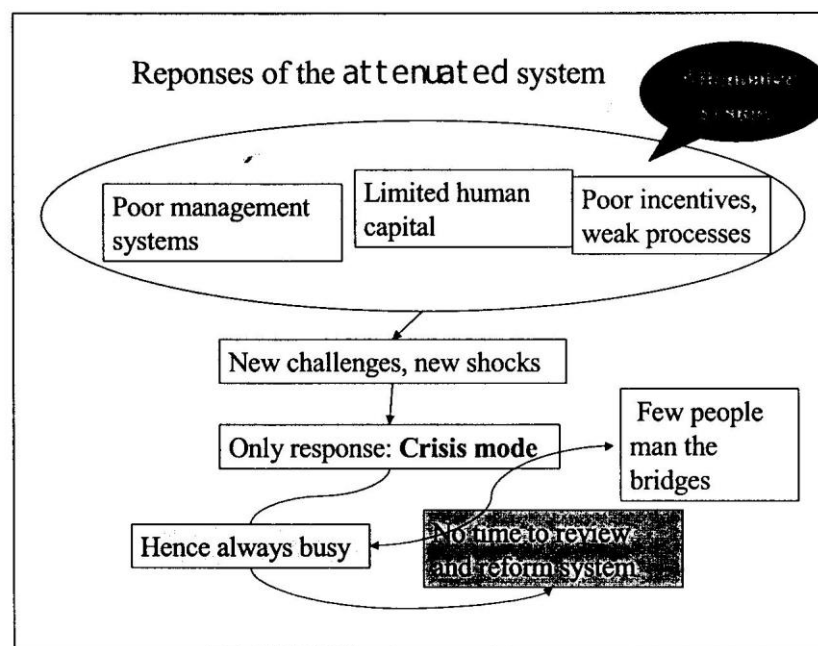 Reponses of the attenuated system
Poor management
systems
Limited human
capital
Poor incentives,
weak processes
New challenges, new shocks
Only response: Crisis mode
Few people
man the
bridges
Hence always busy
No time to review
and reform system